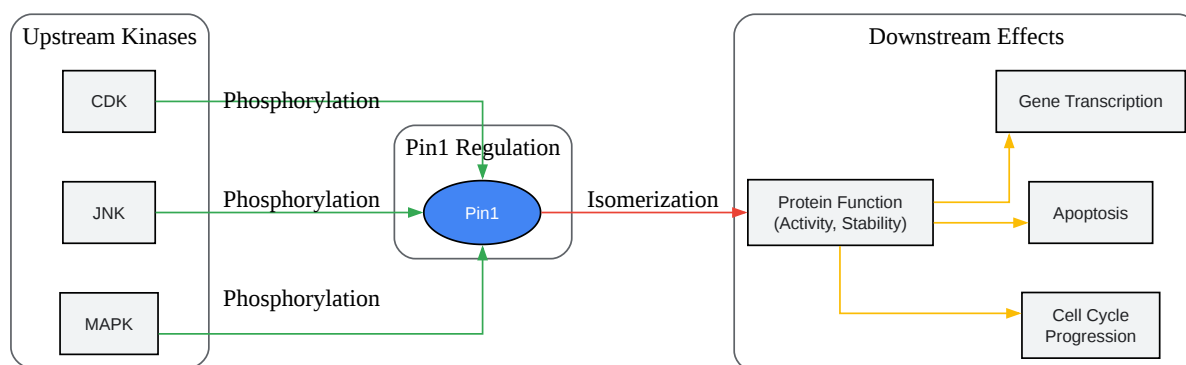 Upstream Kinases
CDK
JNK
MAPK
Phosphorylation
Phosphorylation
Phosphorylation
Pin1 Regulation
Pin1
Isomerization
Downstream Effects
Protein Function
(Activity, Stability)
Gene Transcription
Apoptosis
Cell Cycle
Progression